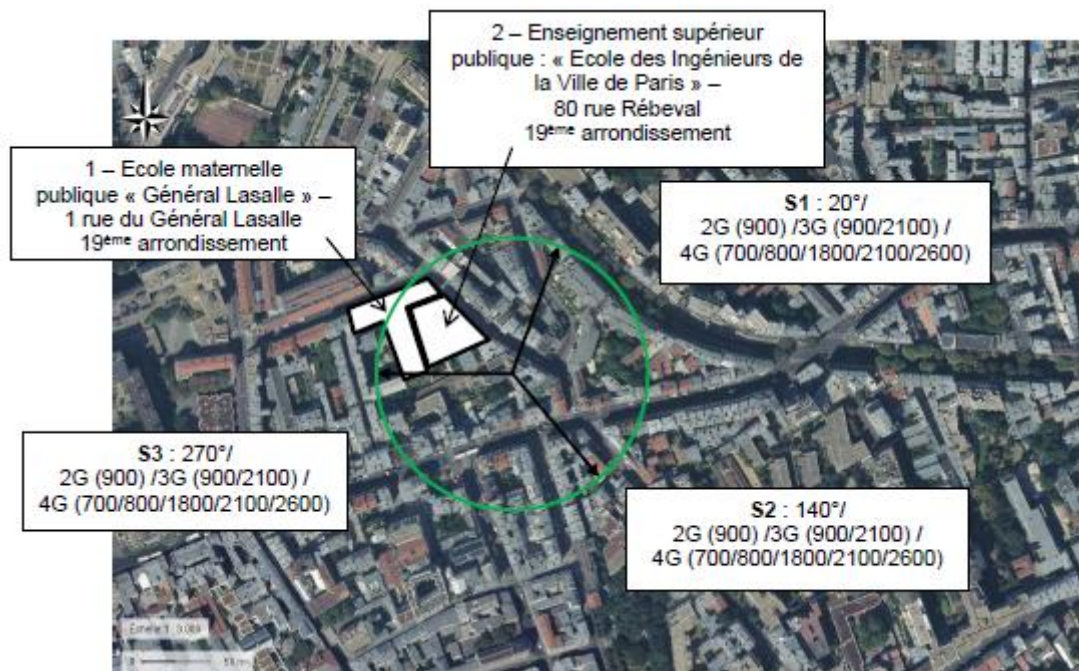 2 – Enseignement supérieur
publique : « Ecole des Ingénieurs de
la Ville de Paris » –
80 rue Rébeval
19ème arrondissement
1 – Ecole maternelle
publique « Général Lasalle » –
1 rue du Général Lasalle
19ème arrondissement
S1 : 20°/
2G (900) /3G (900/2100) /
4G (700/800/1800/2100/2600)
S3 : 270°/
2G (900) /3G (900/2100) /
4G (700/800/1800/2100/2600)
S2 : 140°/
2G (900) /3G (900/2100) /
4G (700/800/1800/2100/2600)
0